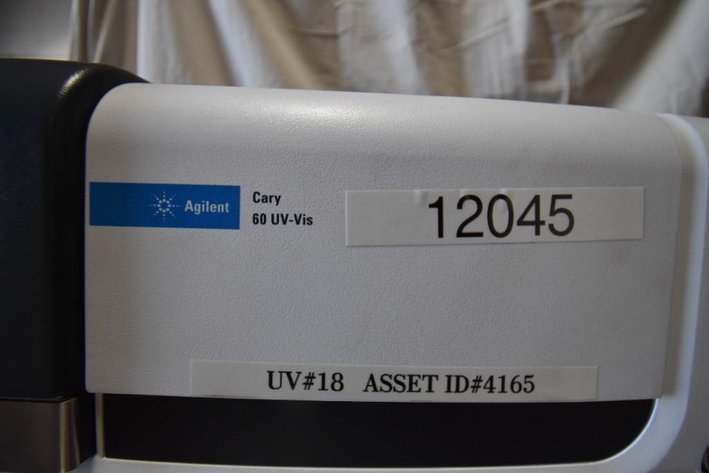 Agilent
Cary
60 UV-Vis
12045
UV#18 ASSET ID#4165